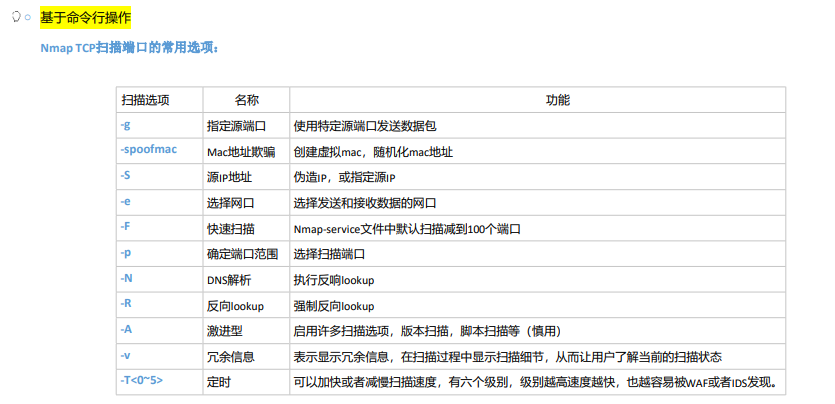 基于命令行操作
Nmap TCP扫描端口的常用选项：
扫描选项 名称 功能
-g 指定源端口 使用特定源端口发送数据包
-spoofmac Mac地址欺骗 创建虚拟mac，随机化mac地址
-S 源IP地址 伪造IP，或指定源IP
-e 选择网口 选择发送和接收数据的网口
-F 快速扫描 Nmap-service文件中默认扫描减到100个端口
-p 确定端口范围 选择扫描端口
-N DNS解析 执行反响lookup
-R 反向lookup 强制反向lookup
-A 激进型 启用许多扫描选项，版本扫描，脚本扫描等（慎用）
-v 冗余信息 表示显示冗余信息，在扫描过程中显示扫描细节，从而让用户了解当前的扫描状态
-T<0~5> 定时 可以加快或者减慢扫描速度，有六个级别，级别越高速度越快，也越容易被WAF或者IDS发现。